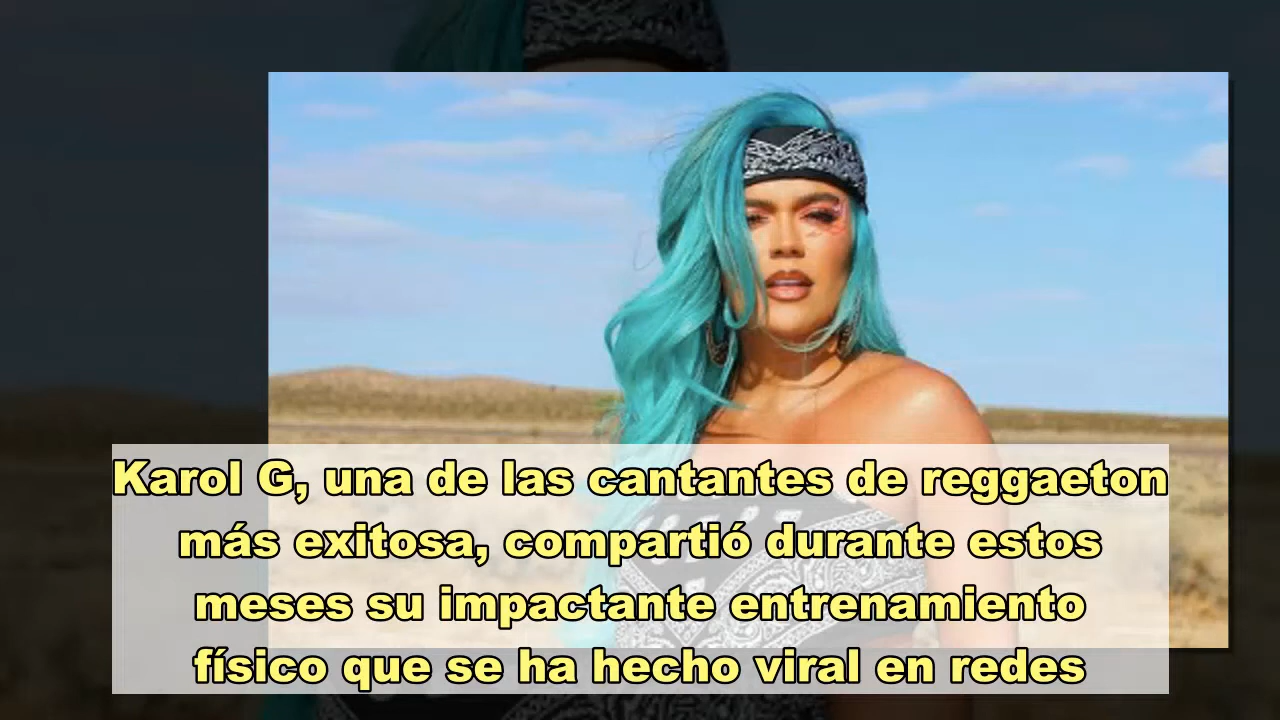 Karol G, una de las cantantes de reggaeton
más exitosa, compartió durante estos
meses su impactante entrenamiento
físico que se ha hecho viral en redes